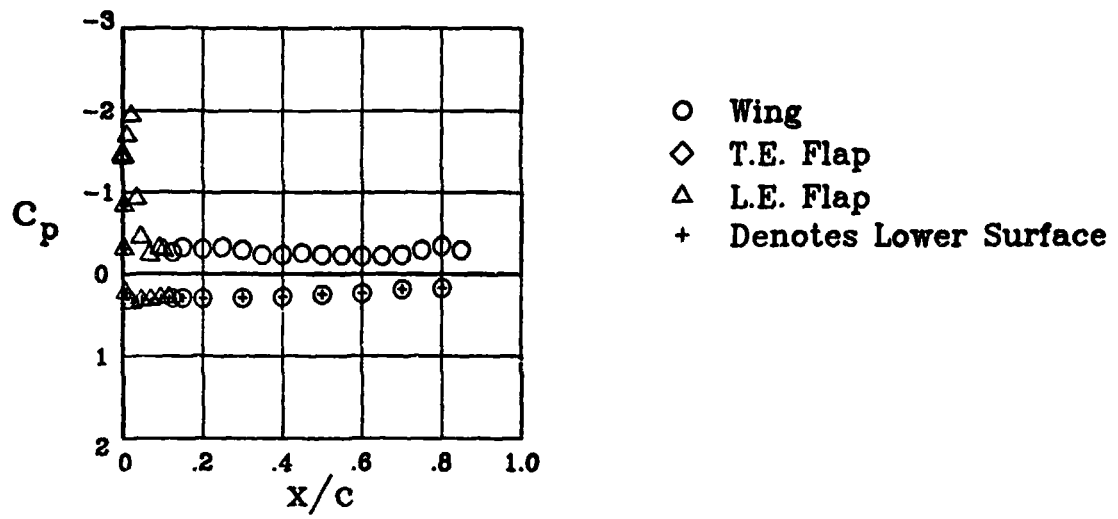 -3
-2
-1
0
1
2
C_p
0 .2 .4 .6 .8 1.0
x/c
Wing
T.E. Flap
L.E. Flap
+ Denotes Lower Surface